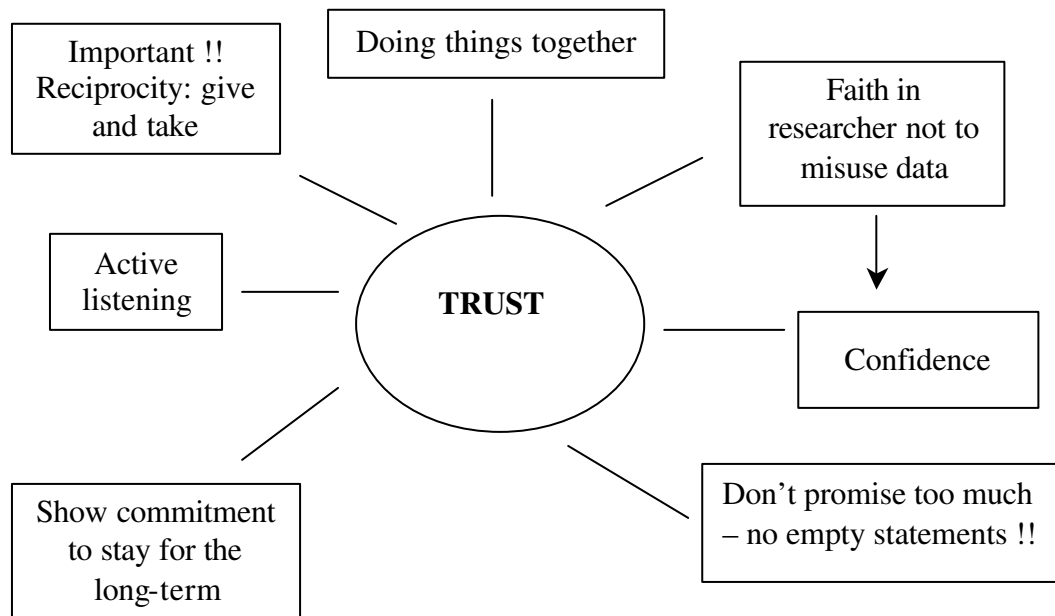 Important !!
Reciprocity: give
and take
Doing things together
Faith in
researcher not to
misuse data
Active
listening
TRUST
Confidence
Show commitment
to stay for the
long-term
Don’t promise too much
– no empty statements !!